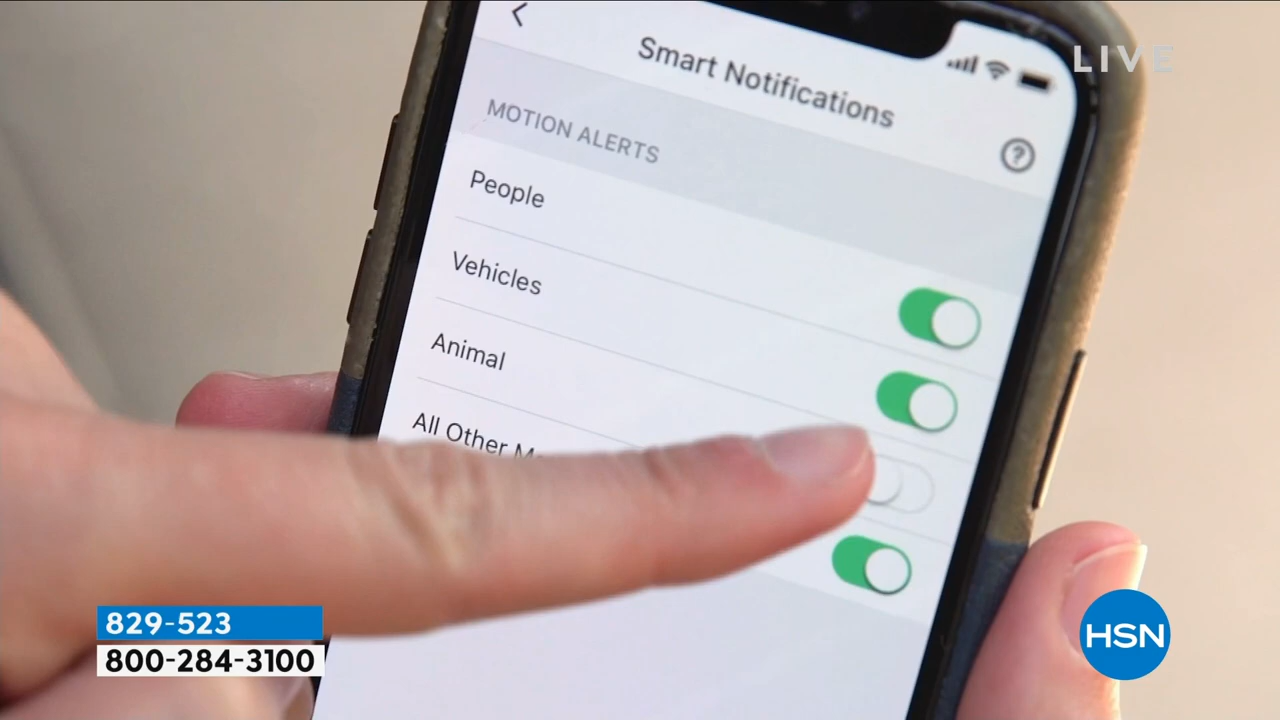 LIVE
Smart Notifications
?
MOTION ALERTS
People
Vehicles
Animal
All Other
829-523
800-284-3100
HSN